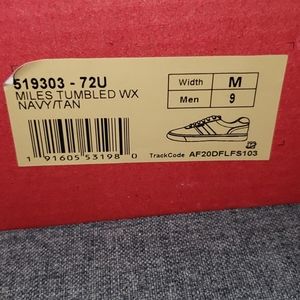 519303 - 72U
MILES TUMBLED WX
NAVY/TAN
Width M
Men 9
1 91605 53198 0
TrackCode AF20DFLFS103